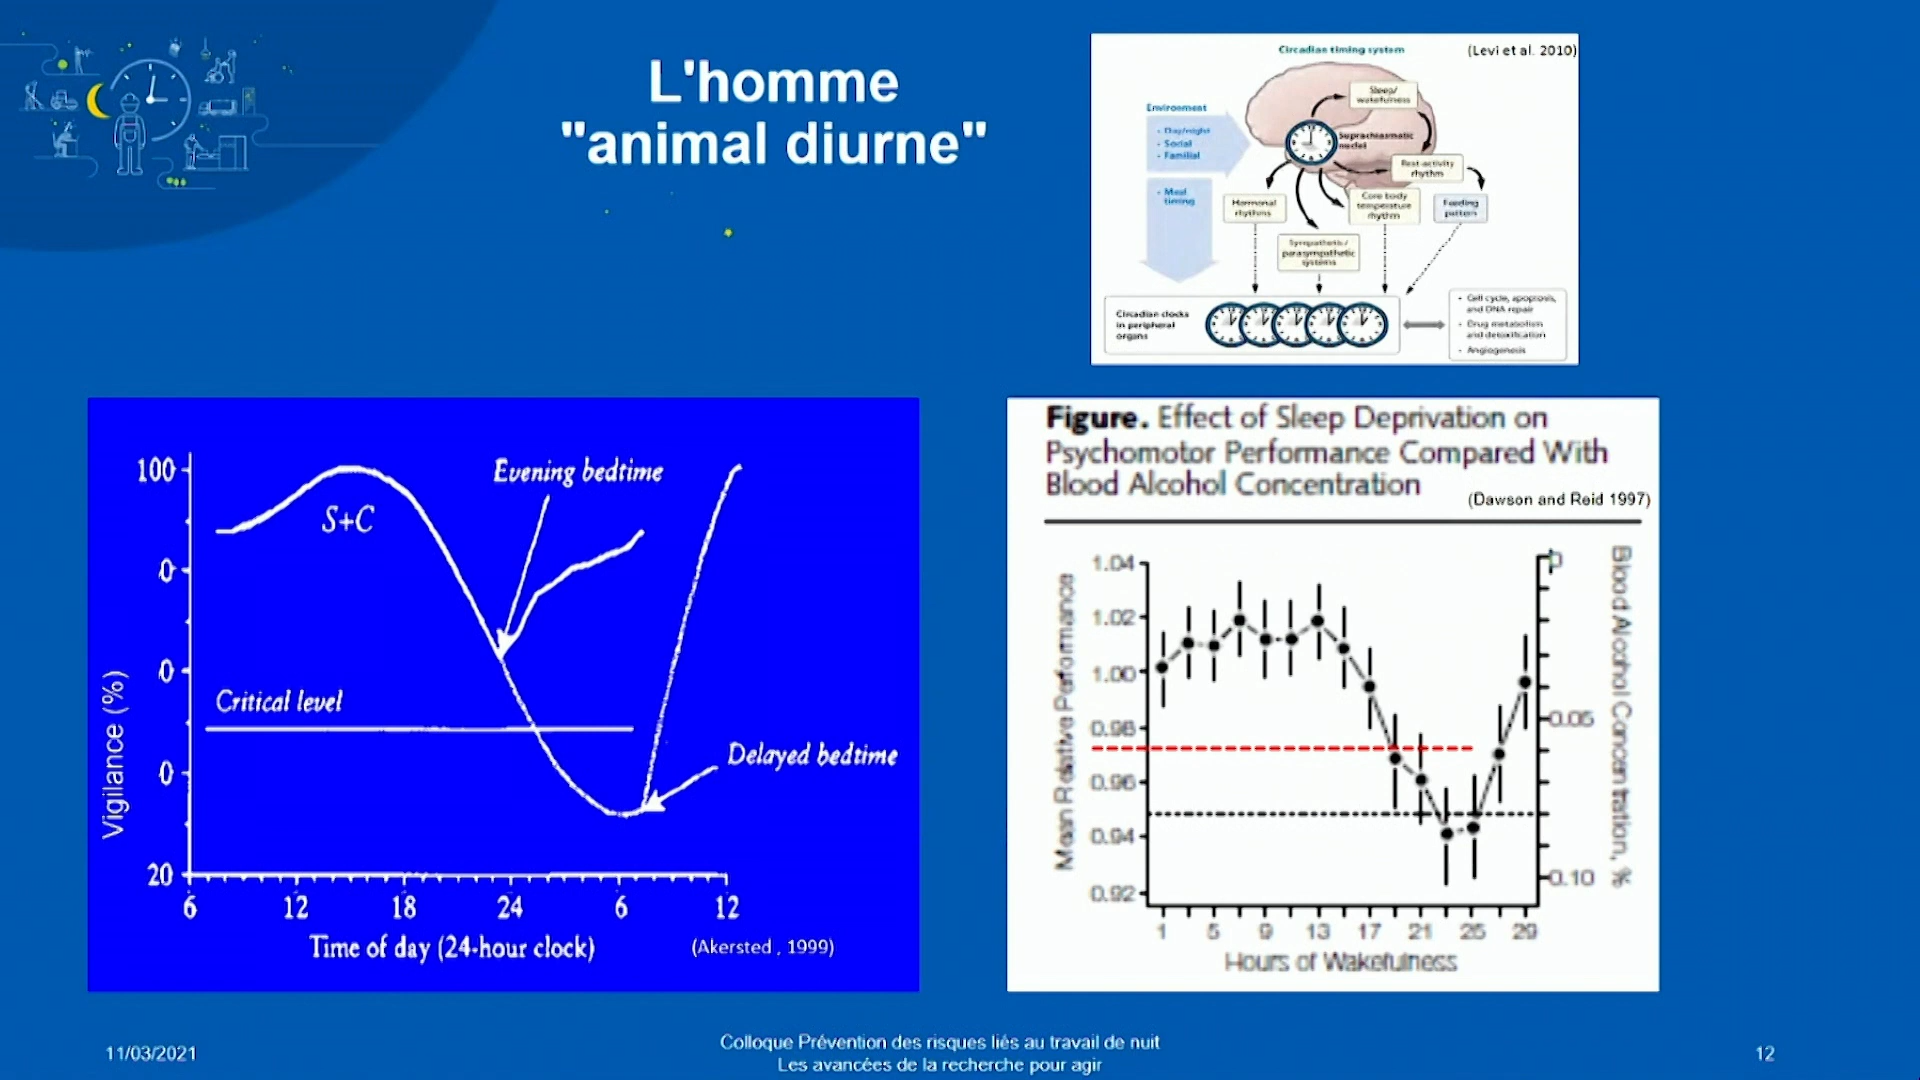 L'homme
"animal diurne"
Circadian timing system
(Levi et al. 2010)
Environment
- Day/night
- Social
- Familial
- Meal
timing
Sleep/
wakefulness
Suprachiasmatic
nuclei
Rest-activity
rhythm
Hormonal
rhythms
Core body
temperature
rhythm
Feeding
pattern
Sympathetic/
parasympathetic
systems
Circadian clocks
in peripheral
organs
- Cell cycle, apoptosis,
and DNA repair
- Drug metabolism
and detoxification
- Angiogenesis
Evening bedtime
S+C
Critical level
Delayed bedtime
Vigilance (%)
100
0
0
0
20
6 12 18 24 6 12
Time of day (24-hour clock)
(Akersted , 1999)
Figure. Effect of Sleep Deprivation on
Psychomotor Performance Compared With
Blood Alcohol Concentration
(Dawson and Reid 1997)
Mean Relative Performance
1.04
1.02
1.00
0.98
0.96
0.94
0.92
0
0.05
0.10
Blood Alcohol Concentration, %
1 5 9 13 17 21 25 29
Hours of Wakefulness
11/03/2021
Colloque Prévention des risques liés au travail de nuit
Les avancées de la recherche pour agir
12